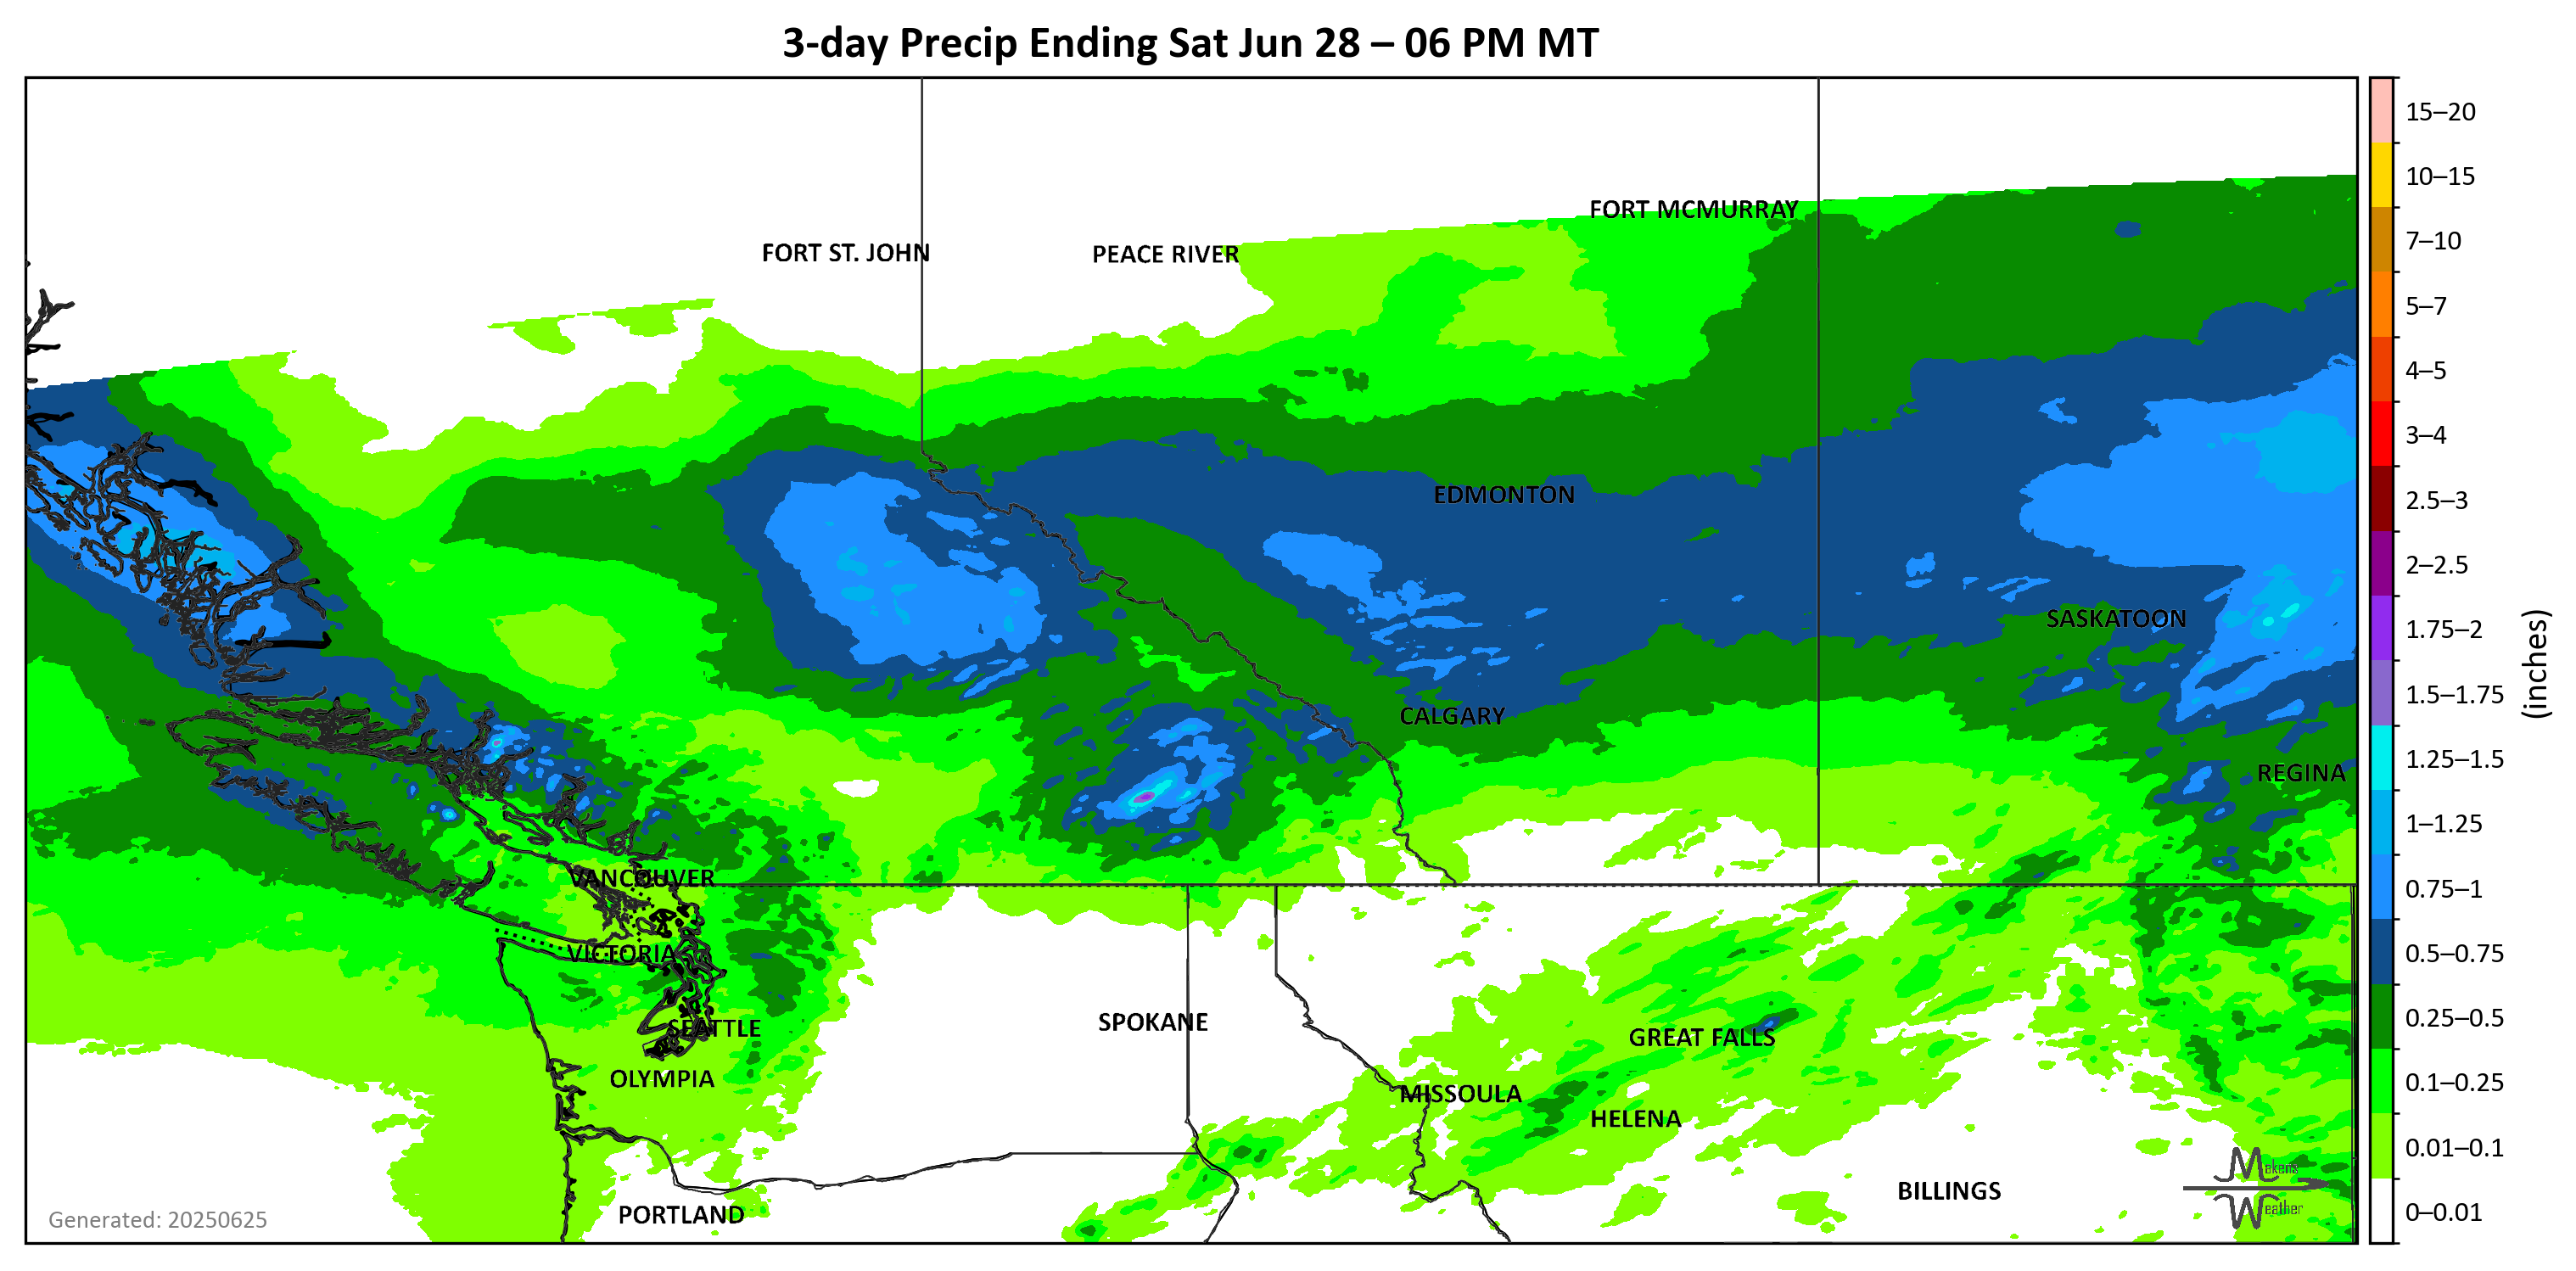 3-day Precip Ending Sat Jun 28 – 06 PM MT
15–20
10–15
FORT MCMURRAY
7–10
FORT ST. JOHN
PEACE RIVER
5–7
4–5
3–4
EDMONTON
2.5–3
2–2.5
SASKATOON
1.75–2
(inches)
1.5–1.75
CALGARY
1.25–1.5
REGINA
1–1.25
VANCOUVER
0.75–1
VICTORIA
0.5–0.75
SPOKANE
SEATTLE
GREAT FALLS
0.25–0.5
OLYMPIA
MISSOULA
0.1–0.25
HELENA
0.01–0.1
Makens
Weather
BILLINGS
PORTLAND
Generated: 20250625
0–0.01